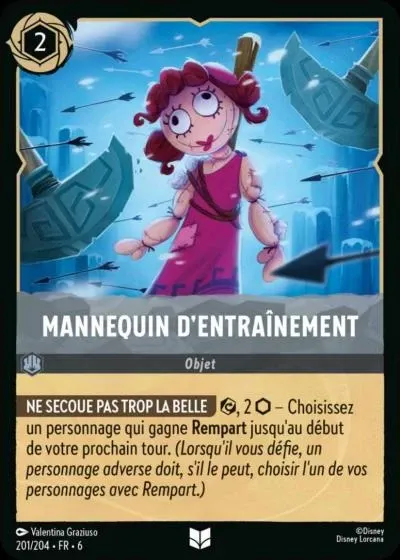 2
MANNEQUIN D'ENTRAÎNEMENT
Objet
NE SECOUE PAS TROP LA BELLE , 2 – Choisissez
un personnage qui gagne Rempart jusqu'au début
de votre prochain tour. (Lorsqu'il vous défie, un
personnage adverse doit, s'il le peut, choisir l'un de vos
personnages avec Rempart.)
Valentina Graziuso
©Disney
201/204 • FR • 6
Disney Lorcana